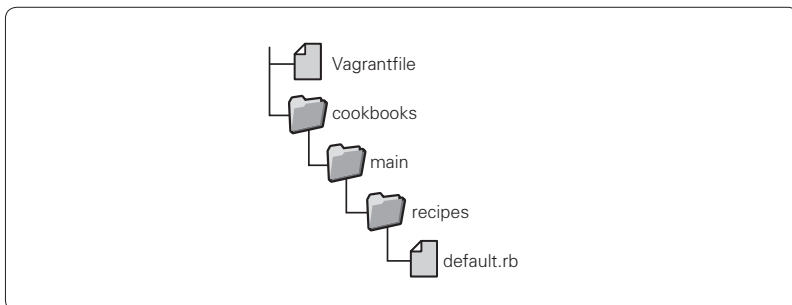 Vagrantfile
cookbooks
main
recipes
default.rb